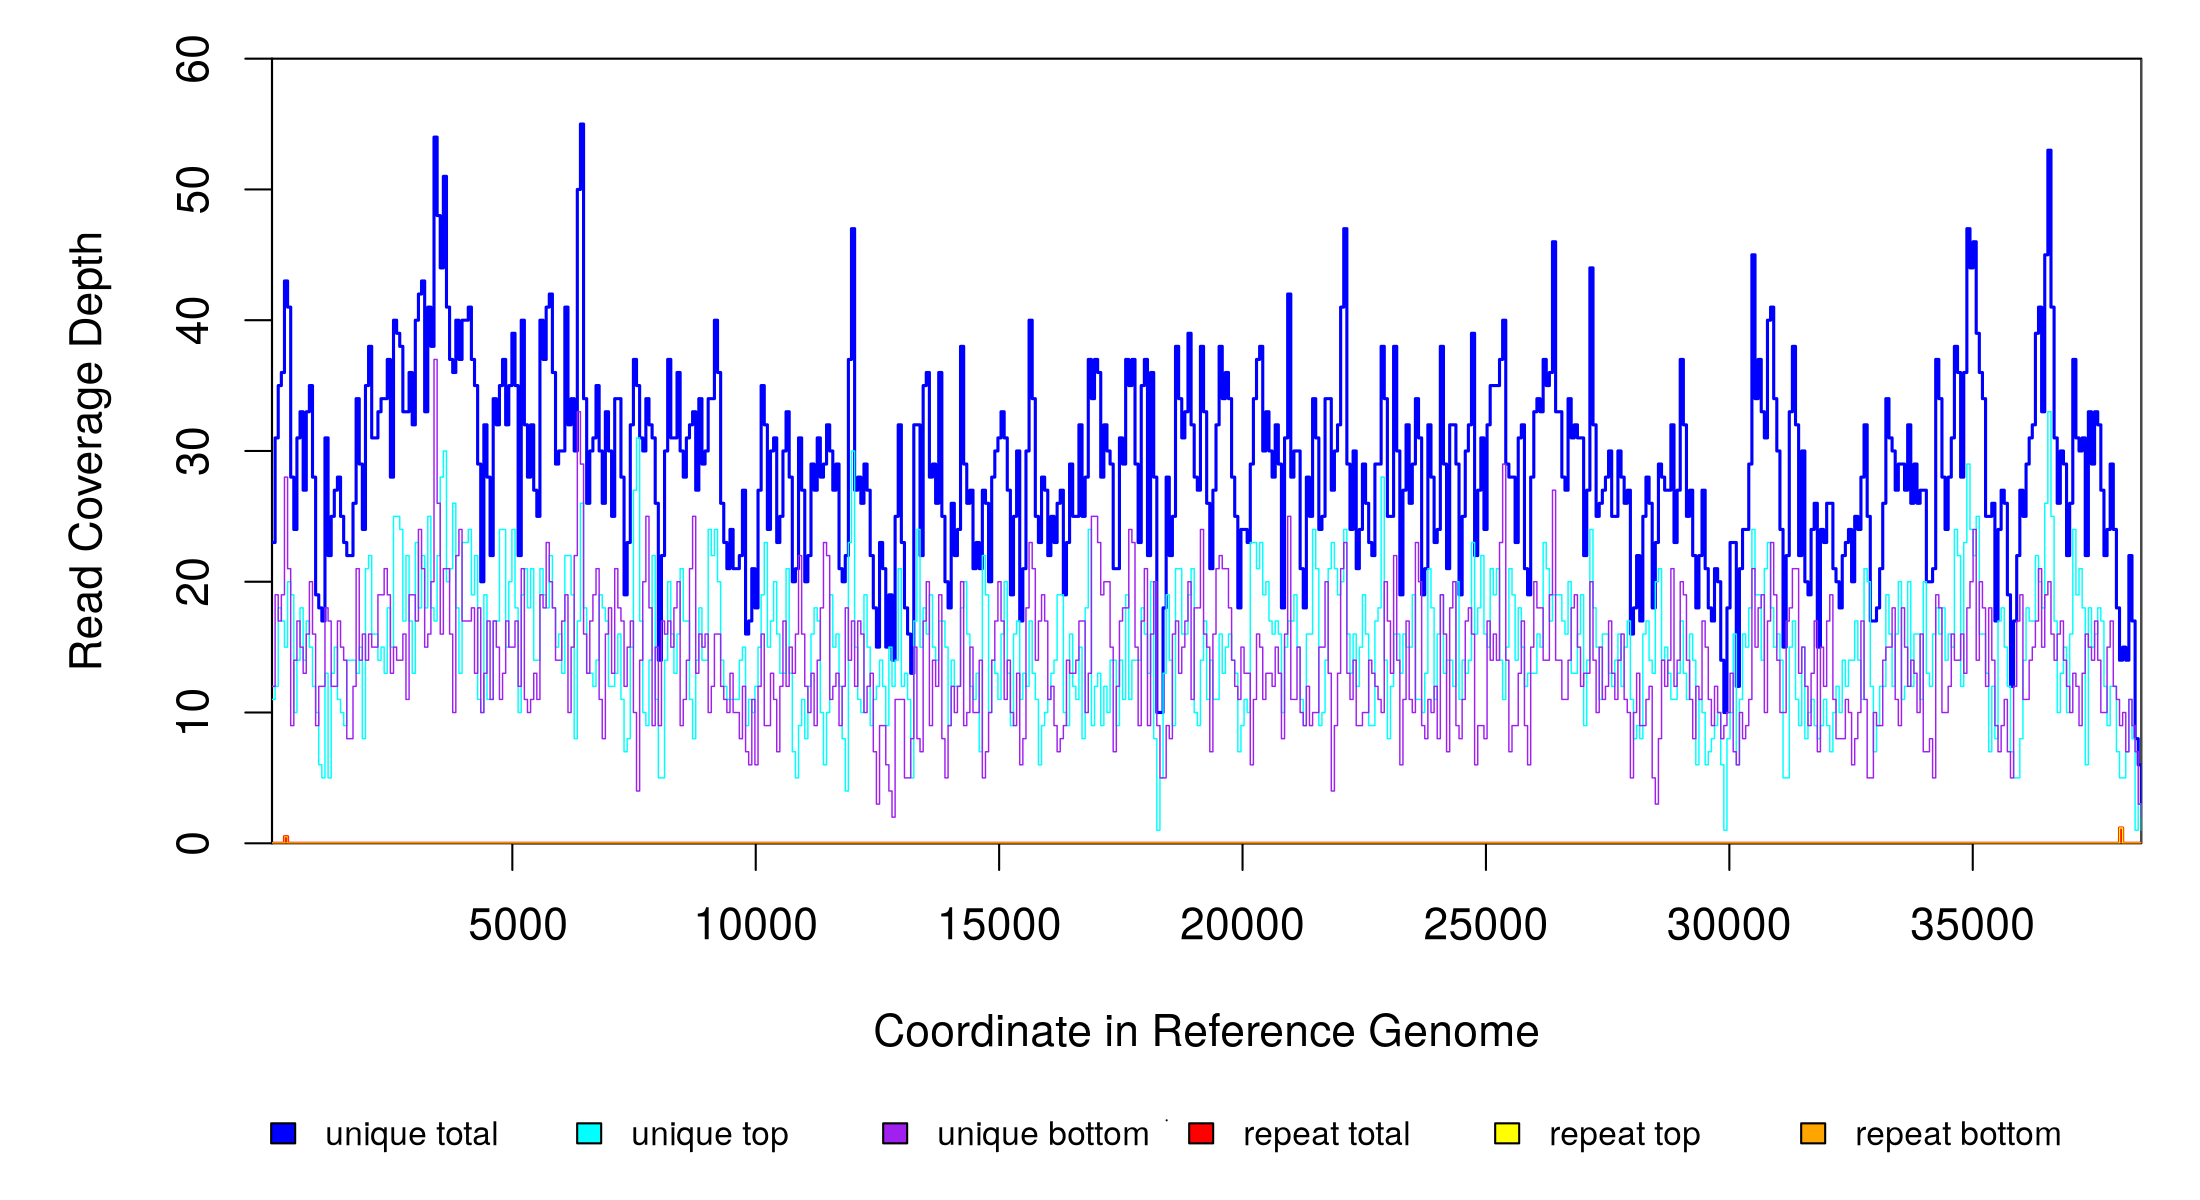 60
50
40
30
20
10
0
Read Coverage Depth
5000 10000 15000 20000 25000 30000 35000
Coordinate in Reference Genome
unique total unique top unique bottom repeat total repeat top repeat bottom